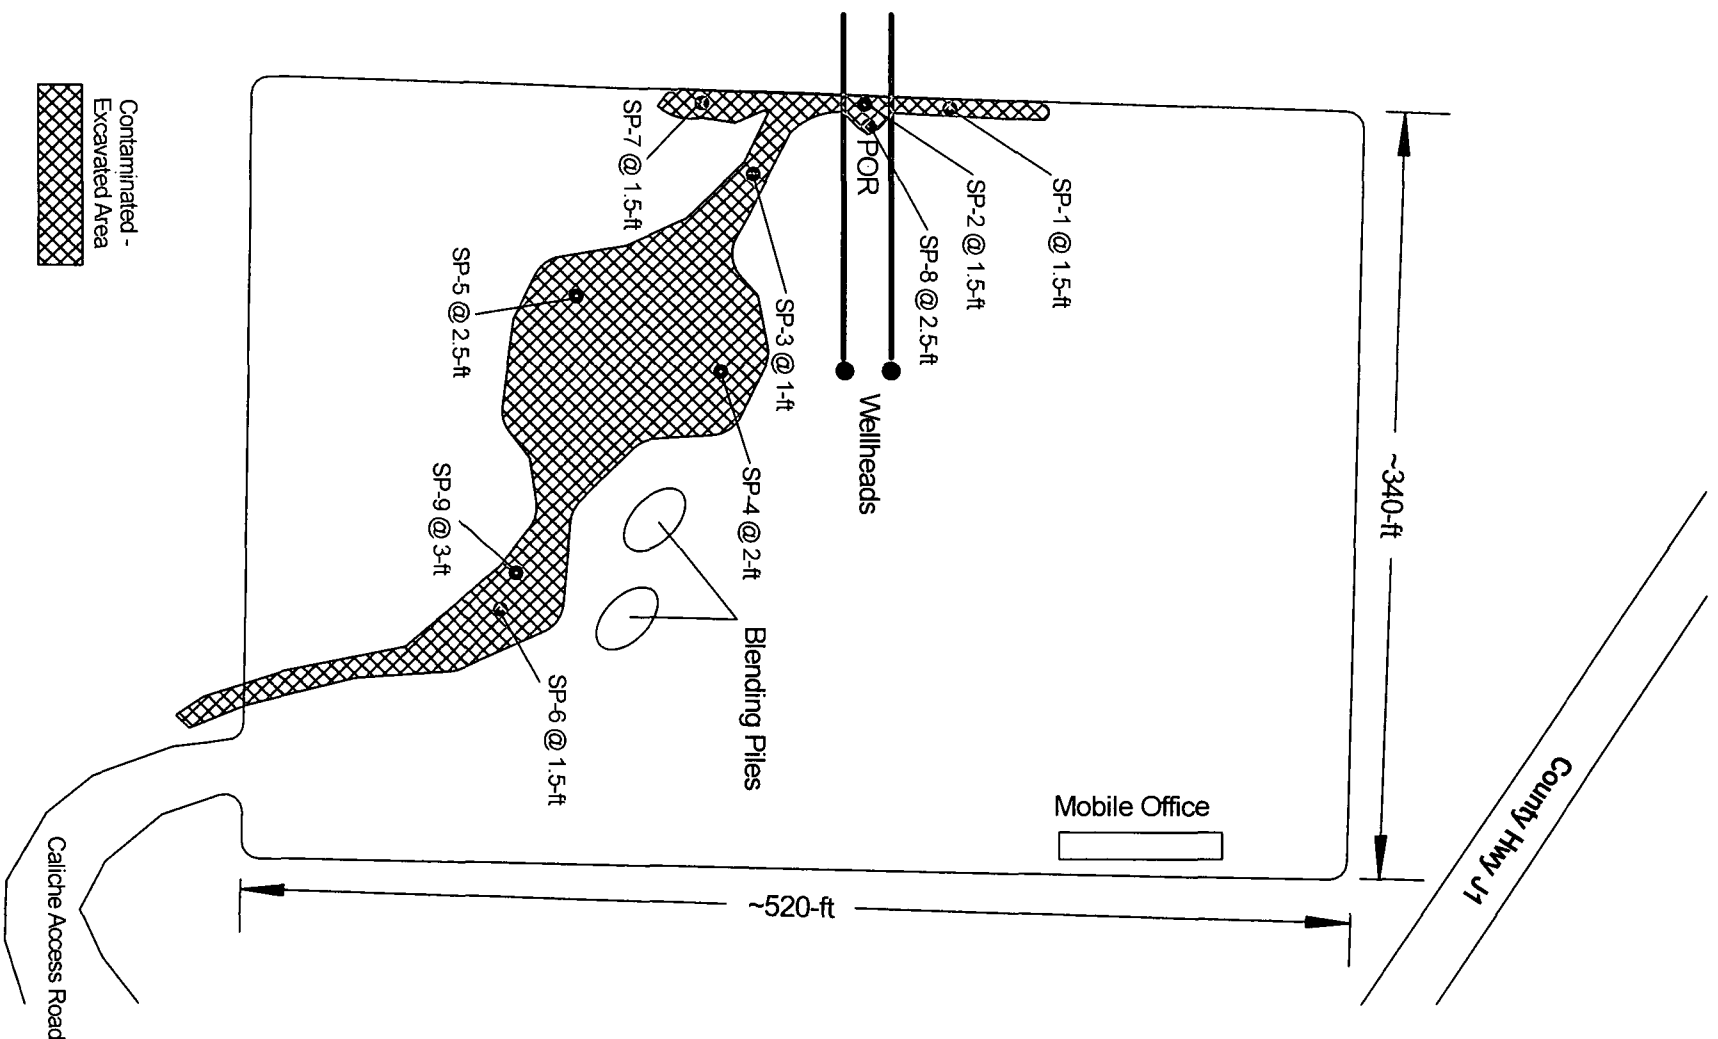 SP-1 @ 1.5-ft
SP-2 @ 1.5-ft
SP-8 @ 2.5-ft
POR
SP-7 @ 1.5-ft
SP-3 @ 1-ft
SP-5 @ 2.5-ft
SP-4 @ 2-ft
SP-9 @ 3-ft
SP-6 @ 1.5-ft
Wellheads
Blending Piles
Mobile Office
~340-ft
~520-ft
County Hwy J1
Caliche Access Road
Contaminated -
Excavated Area